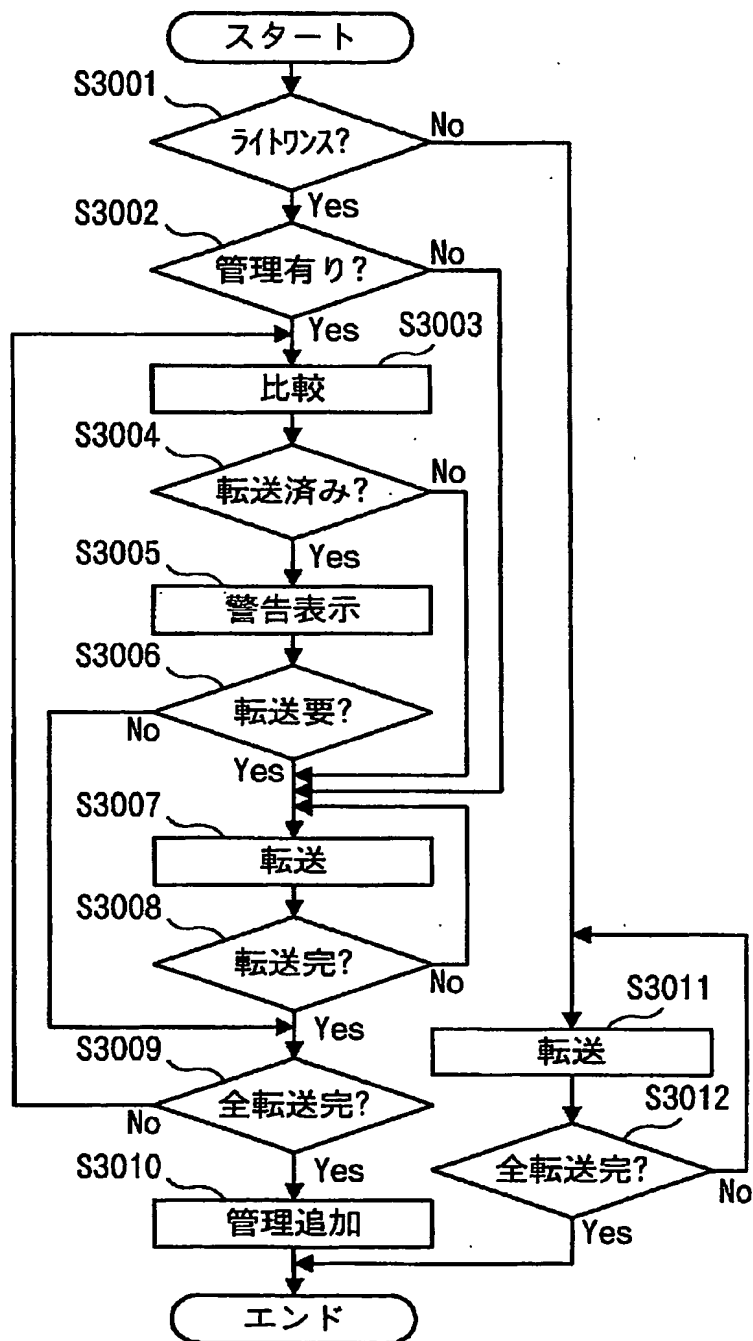 スタート
S3001
ライトワンス?
No
Yes
S3002
管理有り?
No
Yes
S3003
比較
S3004
転送済み?
No
Yes
S3005
警告表示
S3006
転送要?
No
Yes
S3007
転送
S3008
転送完?
No
Yes
S3009
全転送完?
No
Yes
S3010
管理追加
S3011
転送
S3012
全転送完?
No
Yes
エンド